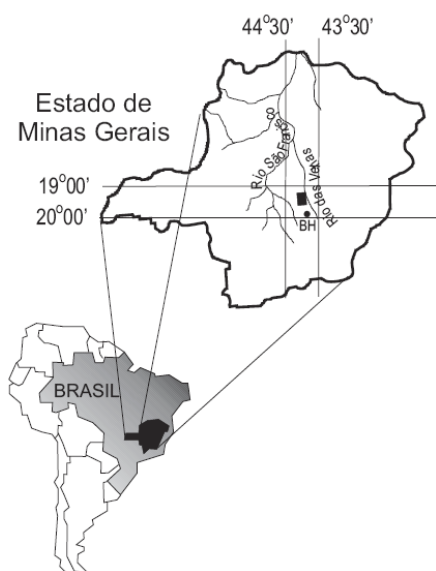 44°30' 43°30'
Estado de
Minas Gerais
Rio São Francisco
Rio das Velhas
19°00'
20°00'
BH
BRASIL